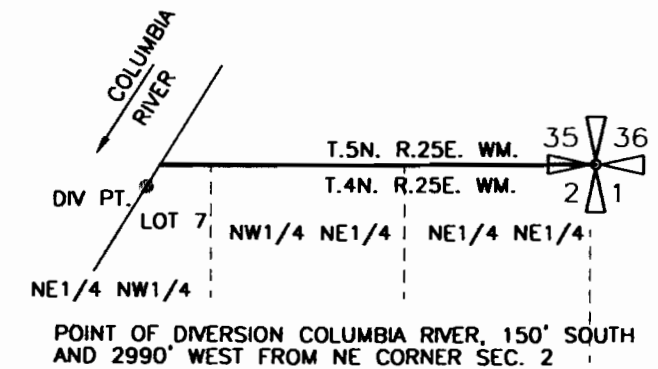 COLUMBIA
RIVER
T.5N. R.25E. WM.
35 36
DIV PT.
T.4N. R.25E. WM.
2 1
LOT 7
NW1/4 NE1/4
NE1/4 NE1/4
NE1/4 NW1/4
POINT OF DIVERSION COLUMBIA RIVER, 150' SOUTH
AND 2990' WEST FROM NE CORNER SEC. 2